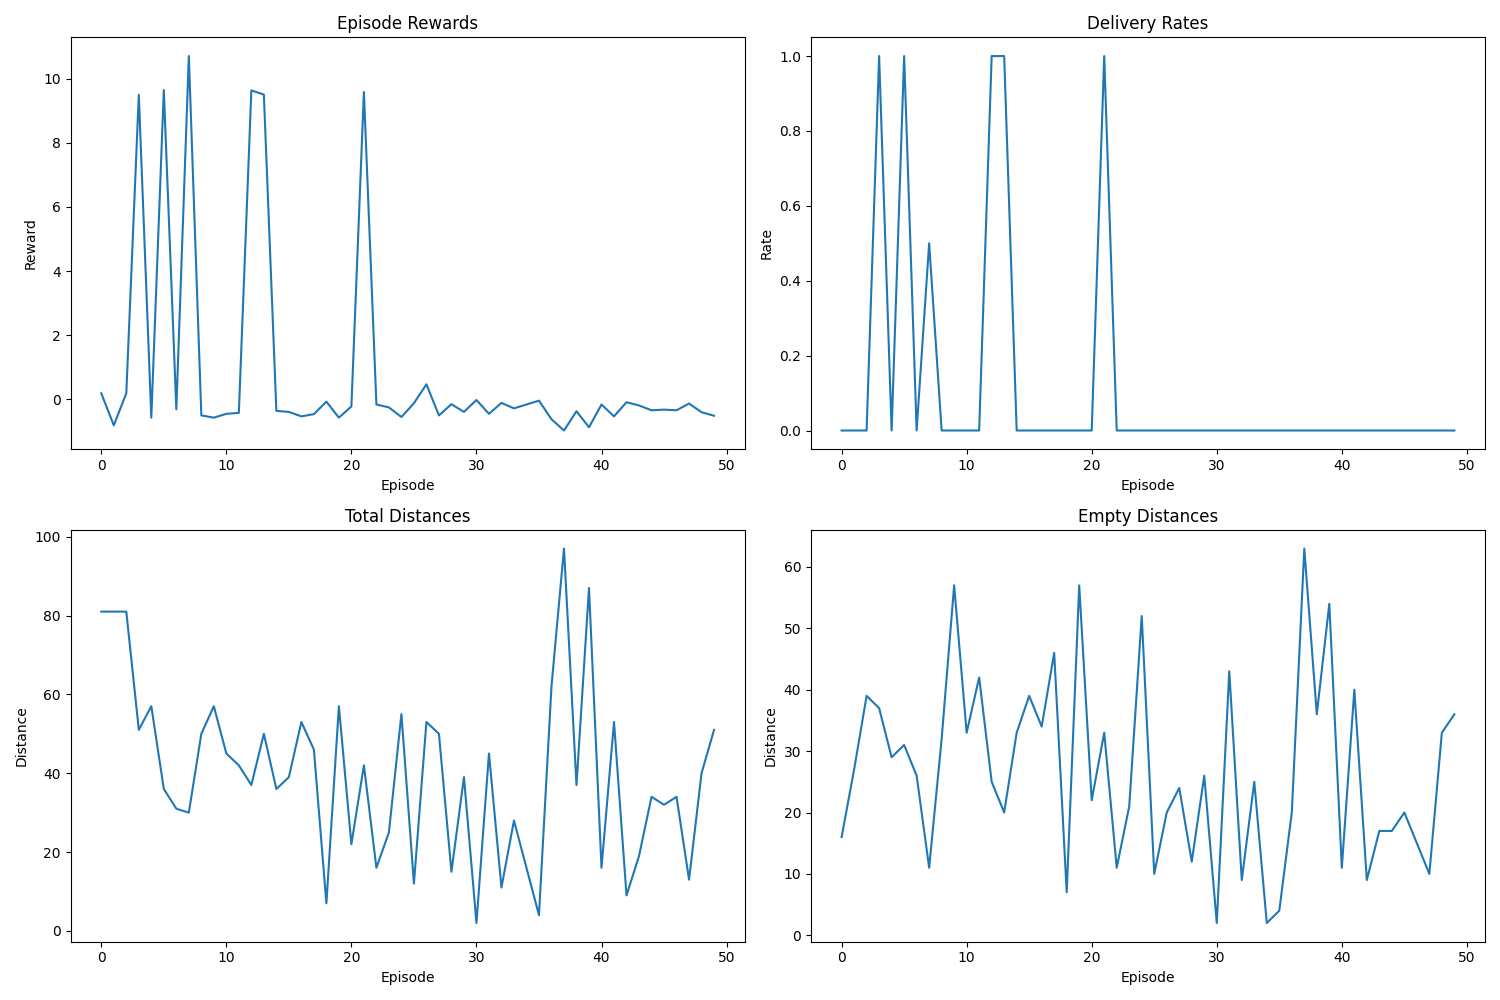 Episode Rewards
Reward
10
8
6
4
2
0
0 10 20 30 40 50
Episode
Delivery Rates
Rate
1.0
0.8
0.6
0.4
0.2
0.0
0 10 20 30 40 50
Episode
Total Distances
Distance
100
80
60
40
20
0
0 10 20 30 40 50
Episode
Empty Distances
Distance
60
50
40
30
20
10
0
0 10 20 30 40 50
Episode